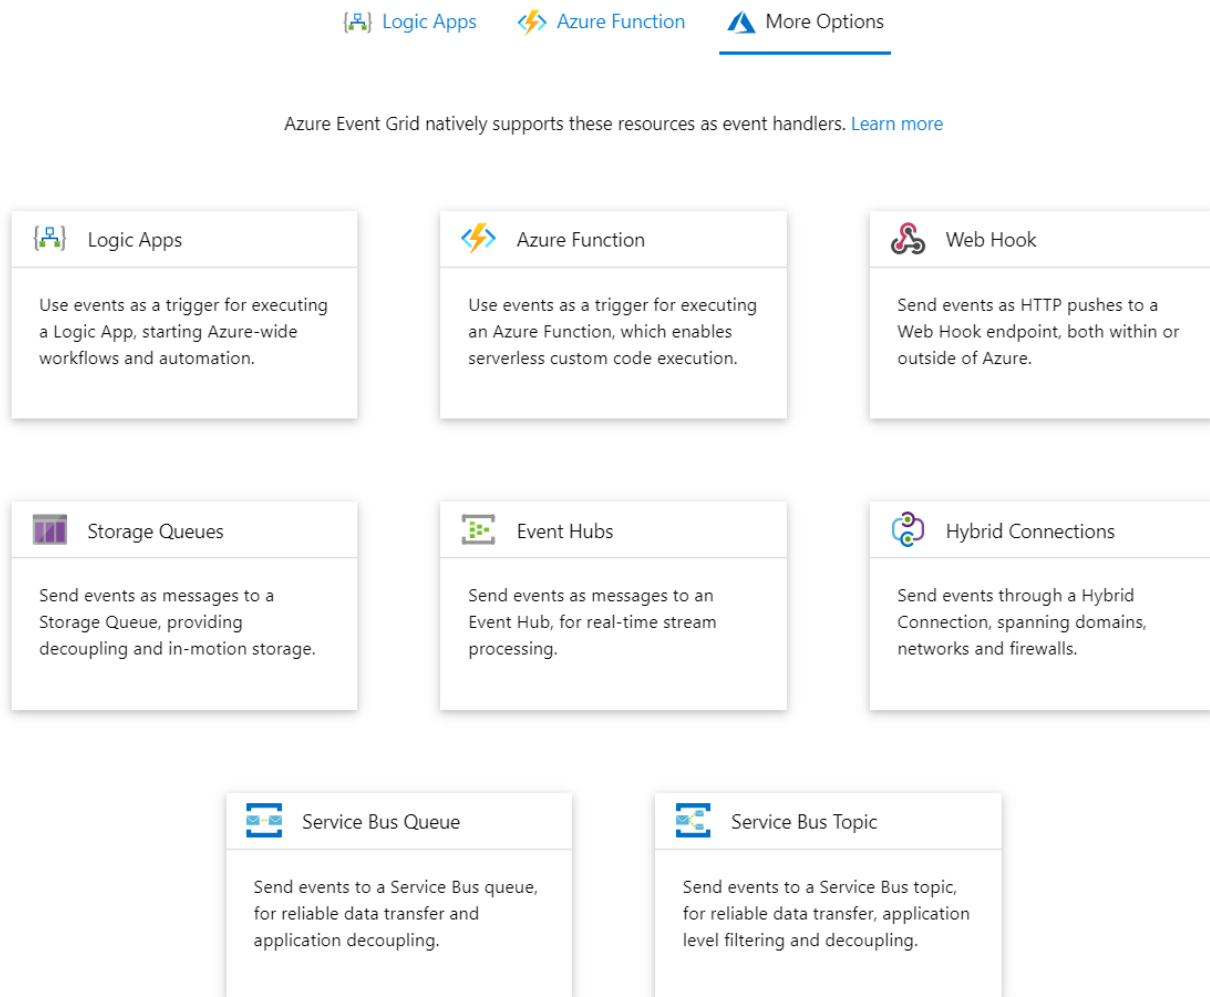 Logic Apps
Azure Function
More Options
Azure Event Grid natively supports these resources as event handlers. Learn more
Logic Apps
Use events as a trigger for executing
a Logic App, starting Azure-wide
workflows and automation.
Azure Function
Use events as a trigger for executing
an Azure Function, which enables
serverless custom code execution.
Web Hook
Send events as HTTP pushes to a
Web Hook endpoint, both within or
outside of Azure.
Storage Queues
Send events as messages to a
Storage Queue, providing
decoupling and in-motion storage.
Event Hubs
Send events as messages to an
Event Hub, for real-time stream
processing.
Hybrid Connections
Send events through a Hybrid
Connection, spanning domains,
networks and firewalls.
Service Bus Queue
Send events to a Service Bus queue,
for reliable data transfer and
application decoupling.
Service Bus Topic
Send events to a Service Bus topic,
for reliable data transfer, application
level filtering and decoupling.